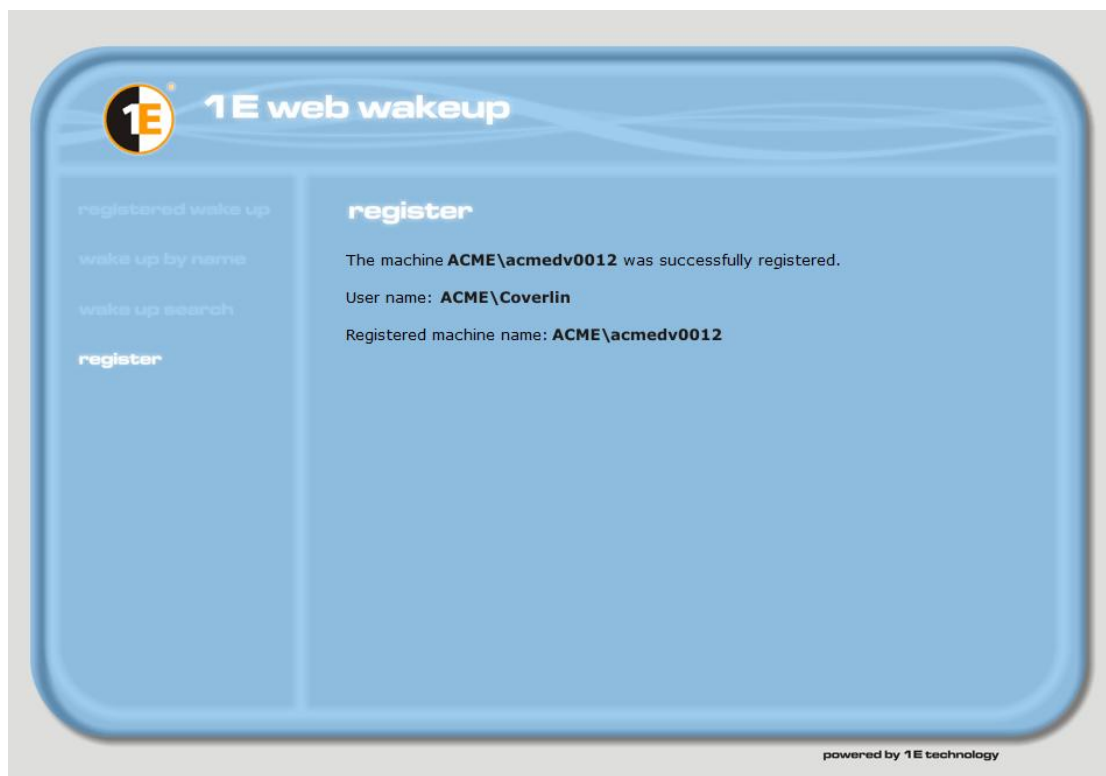 1E ®
1E web wakeup
registered wake up
wake up by name
wake up search
register
register
The machine ACME\acmedv0012 was successfully registered.
User name: ACME\Coverlin
Registered machine name: ACME\acmedv0012
powered by 1E technology